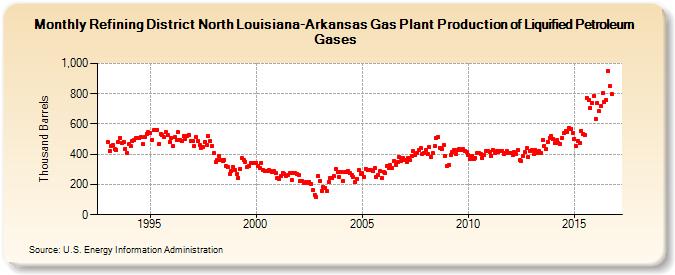 Monthly Refining District North Louisiana-Arkansas Gas Plant Production of Liquified Petroleum
Gases
Thousand Barrels
1,000
800
600
400
200
0
1995
2000
2005
2010
2015
Source: U.S. Energy Information Administration